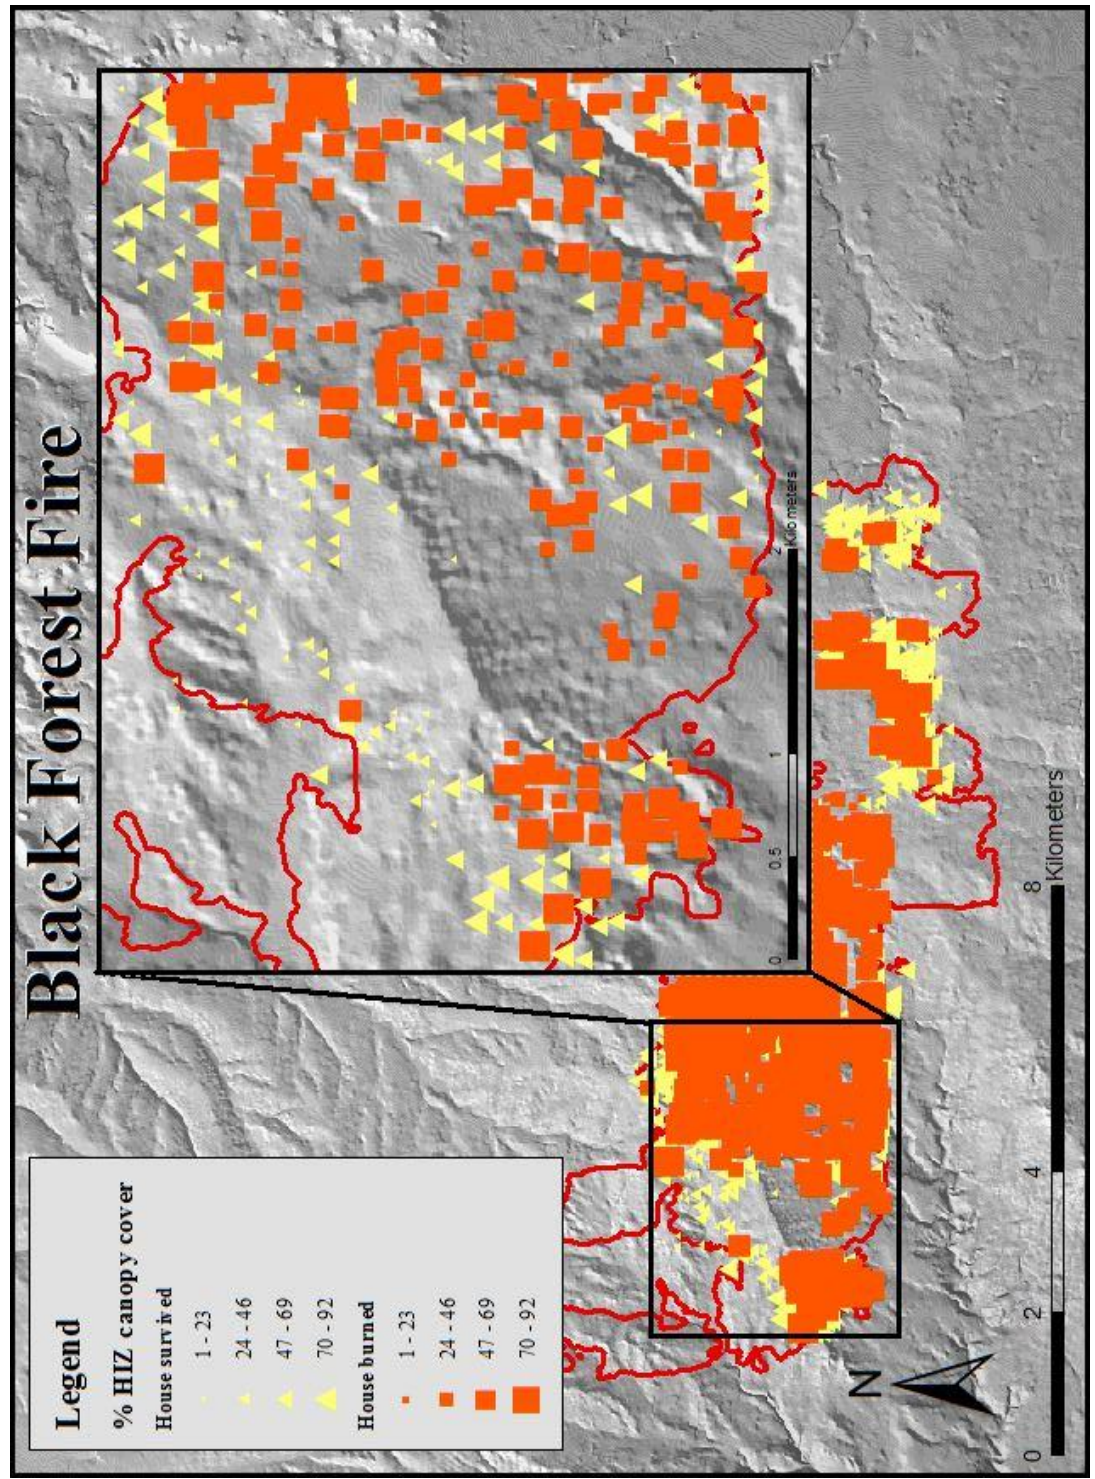 Black Forest Fire
Legend
% HIZ canopy cover
House survived
1 - 23
24 - 46
47 - 69
70 - 92
House burned
1 - 23
24 - 46
47 - 69
70 - 92
0 0.5 1 2
Kilometers
N
0 2 4 8
Kilometers